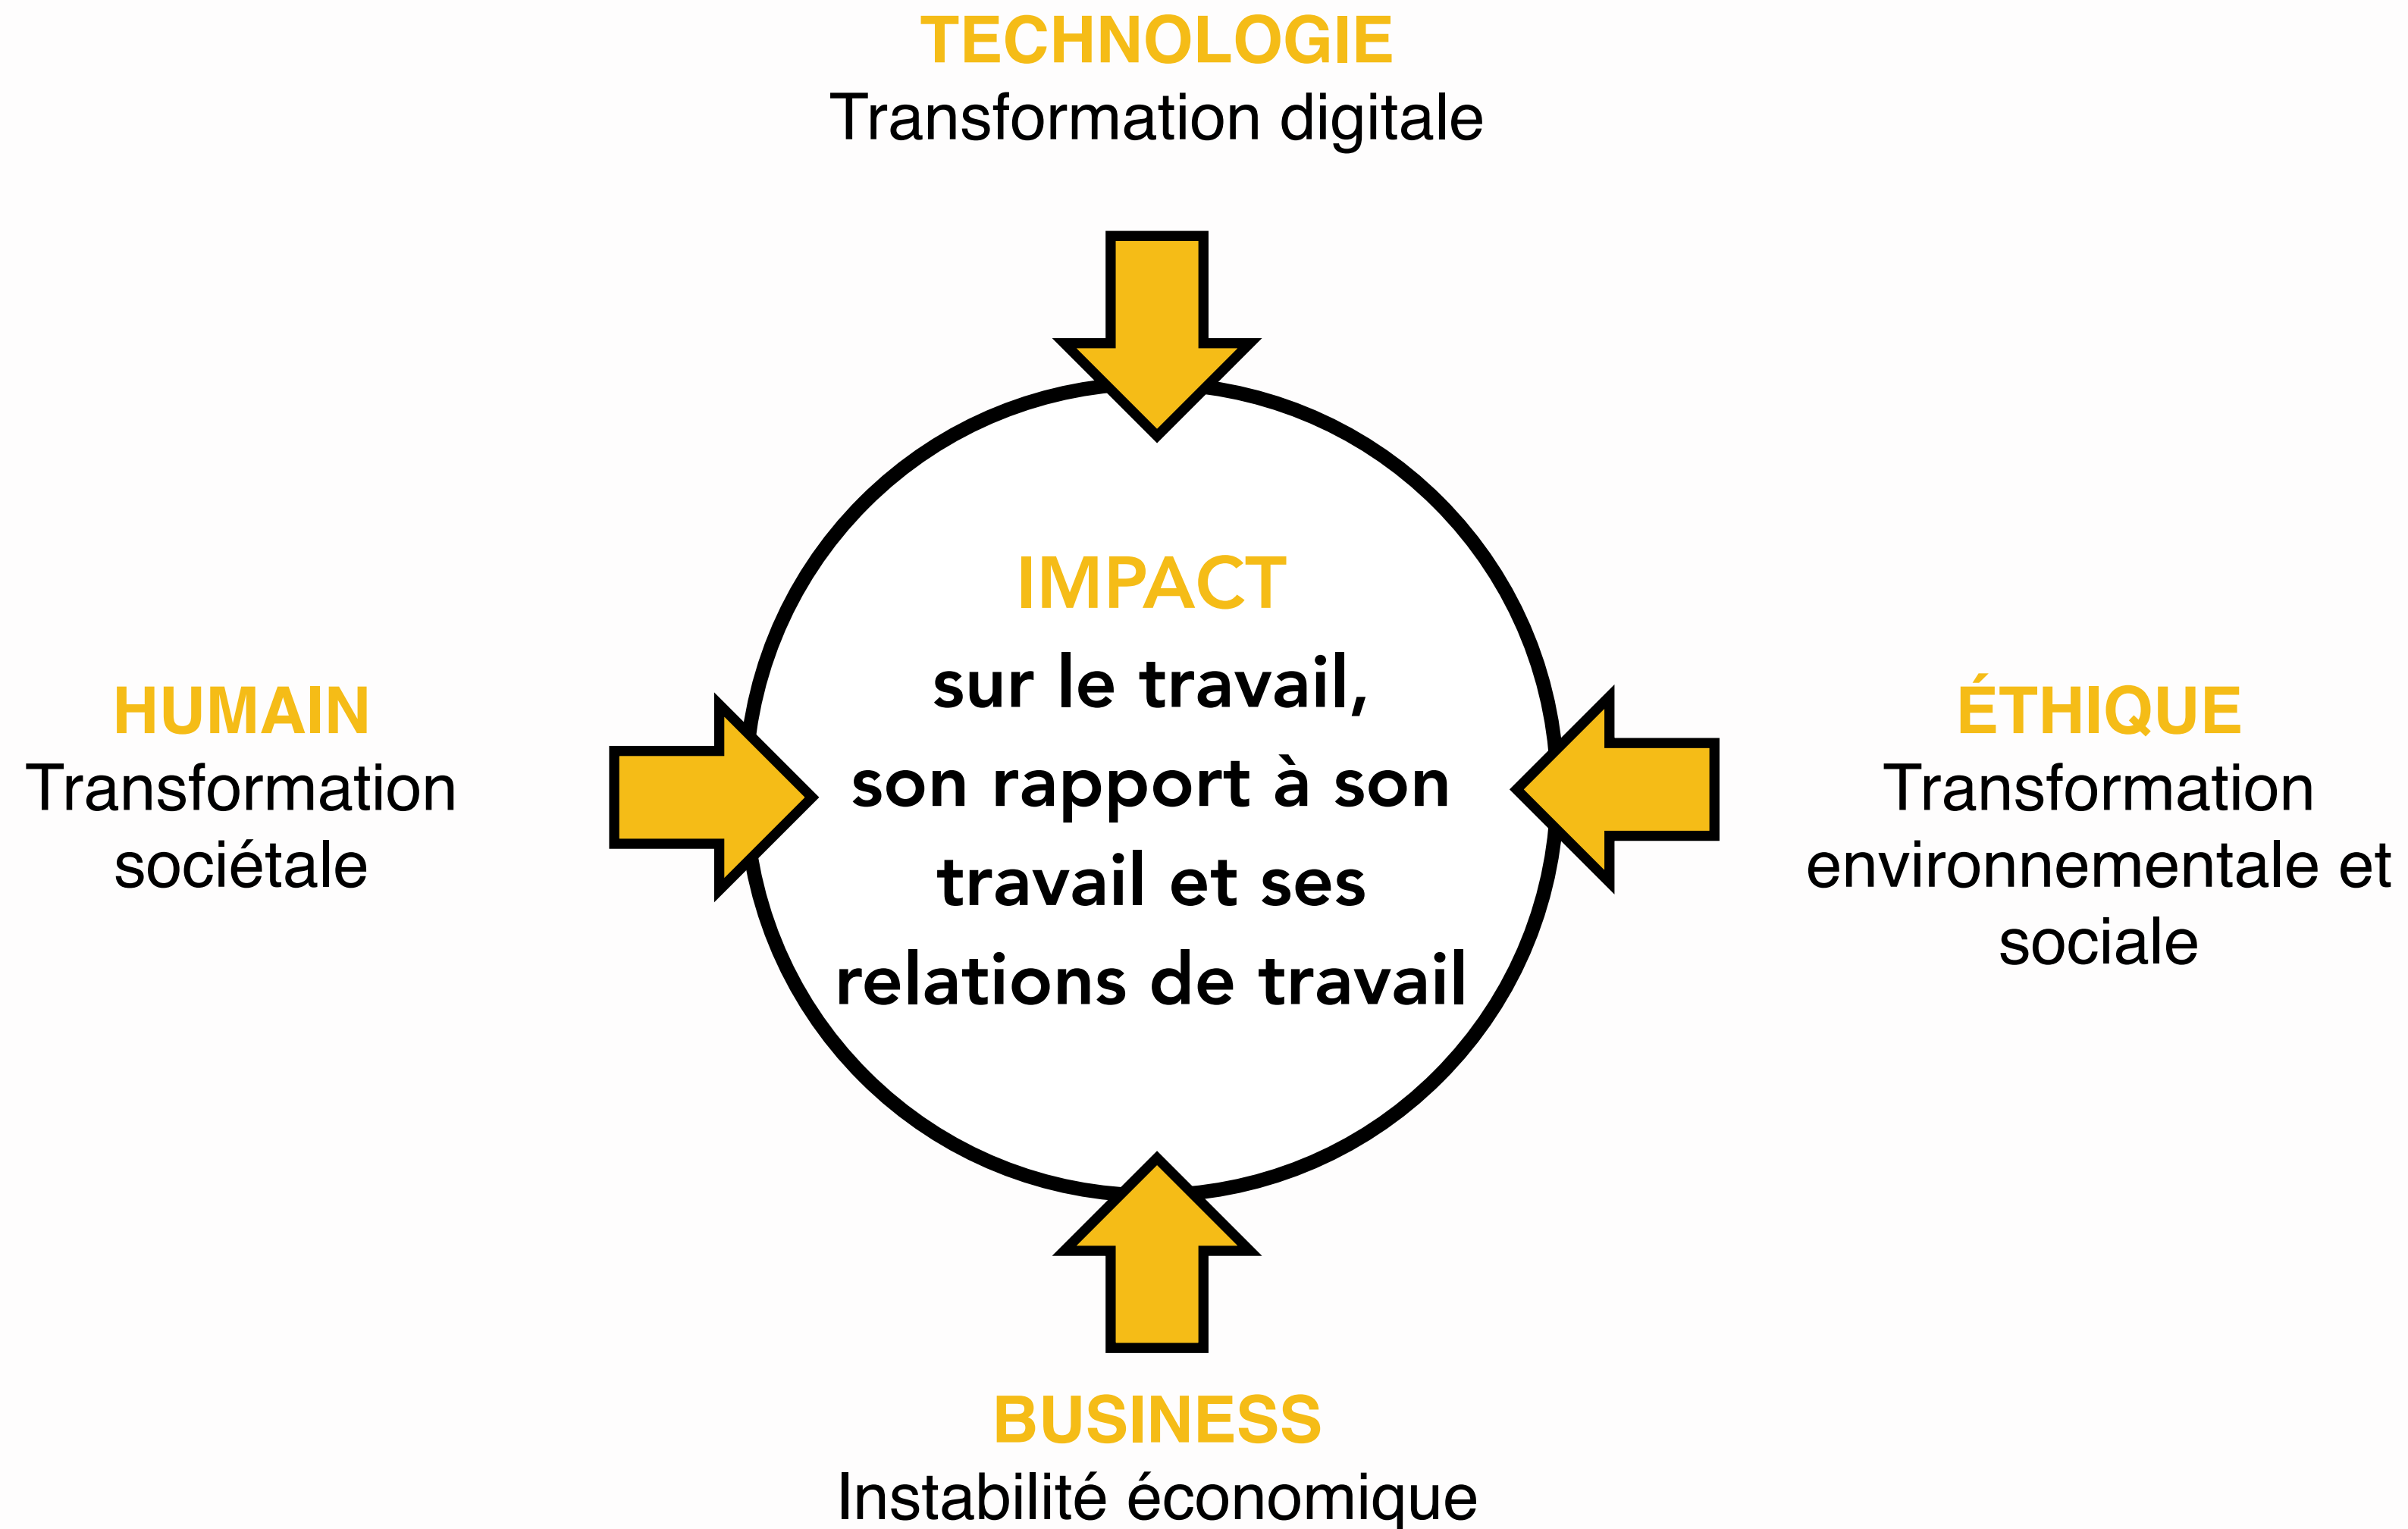 TECHNOLOGIE
Transformation digitale
IMPACT
sur le travail,
son rapport à son
travail et ses
relations de travail
HUMAIN
Transformation
sociétale
ÉTHIQUE
Transformation
environnementale et
sociale
BUSINESS
Instabilité économique